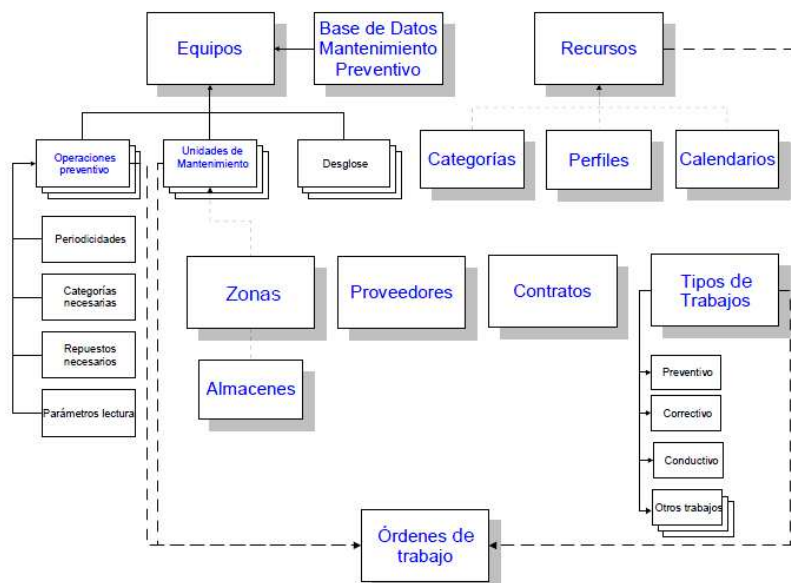 Equipos
Base de Datos
Mantenimiento
Preventivo
Recursos
Operaciones
preventivo
Unidades de
Mantenimiento
Desglose
Categorías
Perfiles
Calendarios
Periodicidades
Categorías
necesarias
Repuestos
necesarios
Parámetros lectura
Zonas
Proveedores
Contratos
Tipos de
Trabajos
Almacenes
Preventivo
Correctivo
Conductivo
Otros trabajos
Órdenes de
trabajo